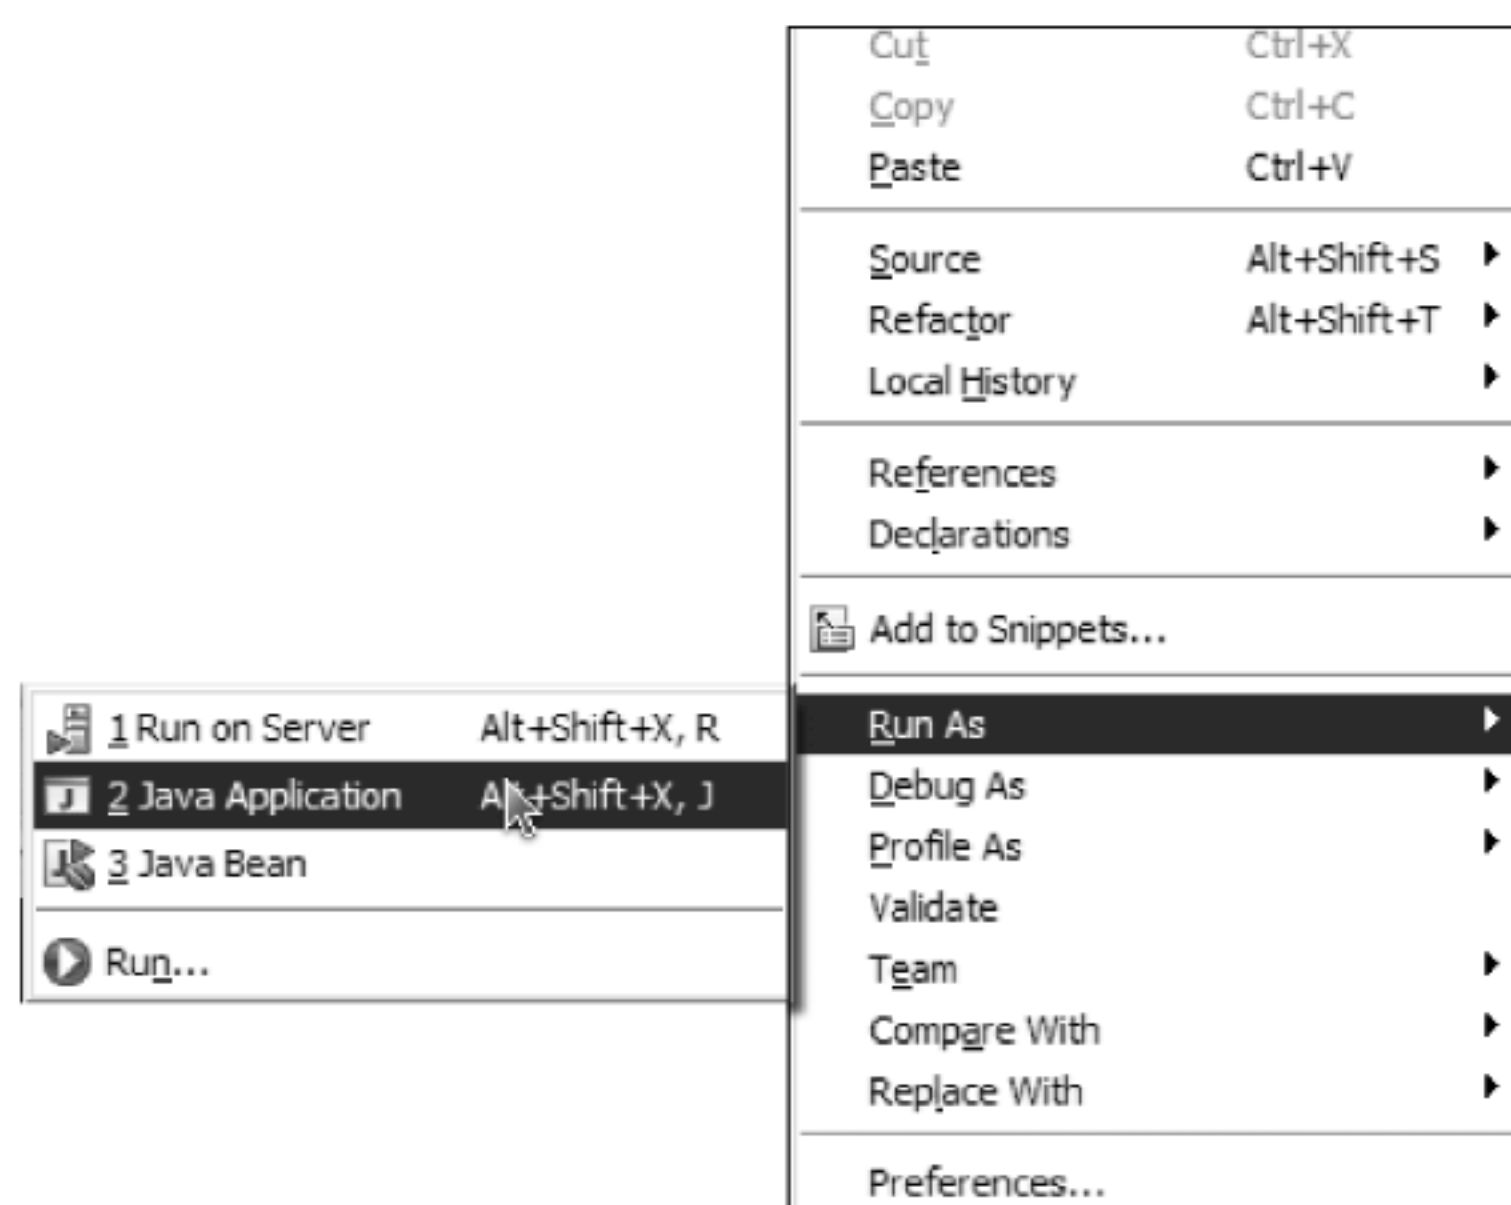 Cut Ctrl+X
Copy Ctrl+C
Paste Ctrl+V
Source Alt+Shift+S
Refactor Alt+Shift+T
Local History
References
Declarations
Add to Snippets...
Run As
Debug As
Profile As
Validate
Team
Compare With
Replace With
Preferences...
1 Run on Server Alt+Shift+X, R
2 Java Application Alt+Shift+X, J
3 Java Bean
Run...